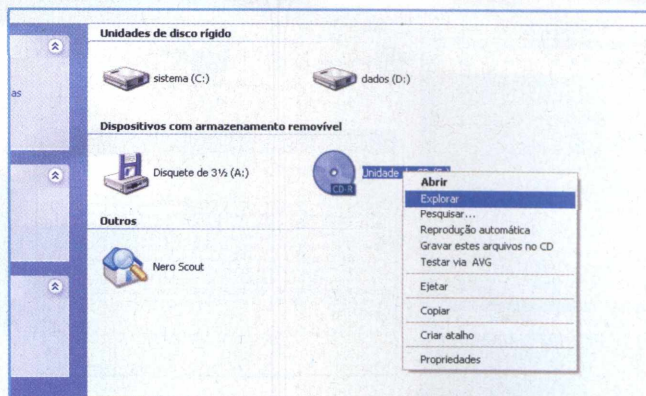 Unidades de disco rígido
sistema (C:)
dados (D:)
as
Dispositivos com armazenamento removível
Disquete de 3½ (A:)
Unidade
CD-R
Outros
Nero Scout
Abrir
Explorar
Pesquisar...
Reprodução automática
Gravar estes arquivos no CD
Testar via AVG
Ejetar
Copiar
Criar atalho
Propriedades